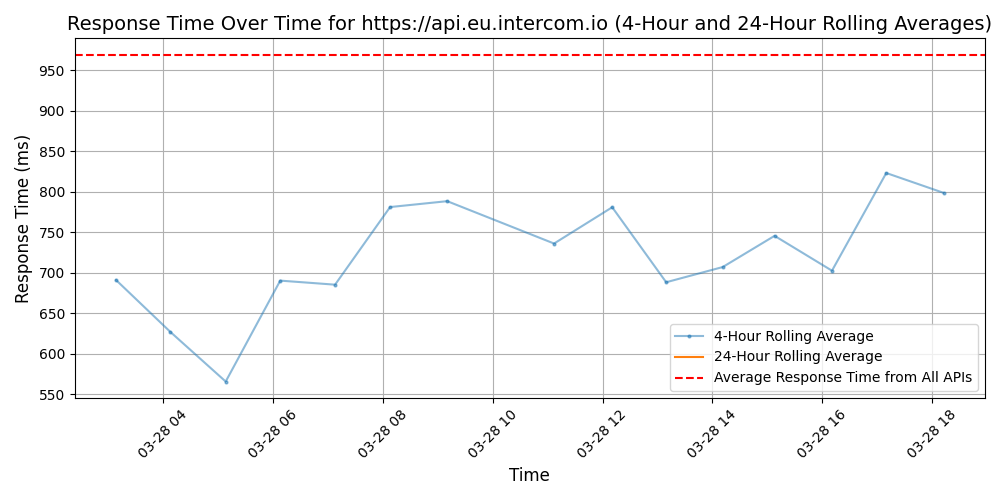 Response Time Over Time for https://api.eu.intercom.io (4-Hour and 24-Hour Rolling Averages)
Response Time (ms)
950
900
850
800
750
700
650
600
550
4-Hour Rolling Average
24-Hour Rolling Average
Average Response Time from All APIs
03-28 04
03-28 06
03-28 08
03-28 10
03-28 12
03-28 14
03-28 16
03-28 18
Time